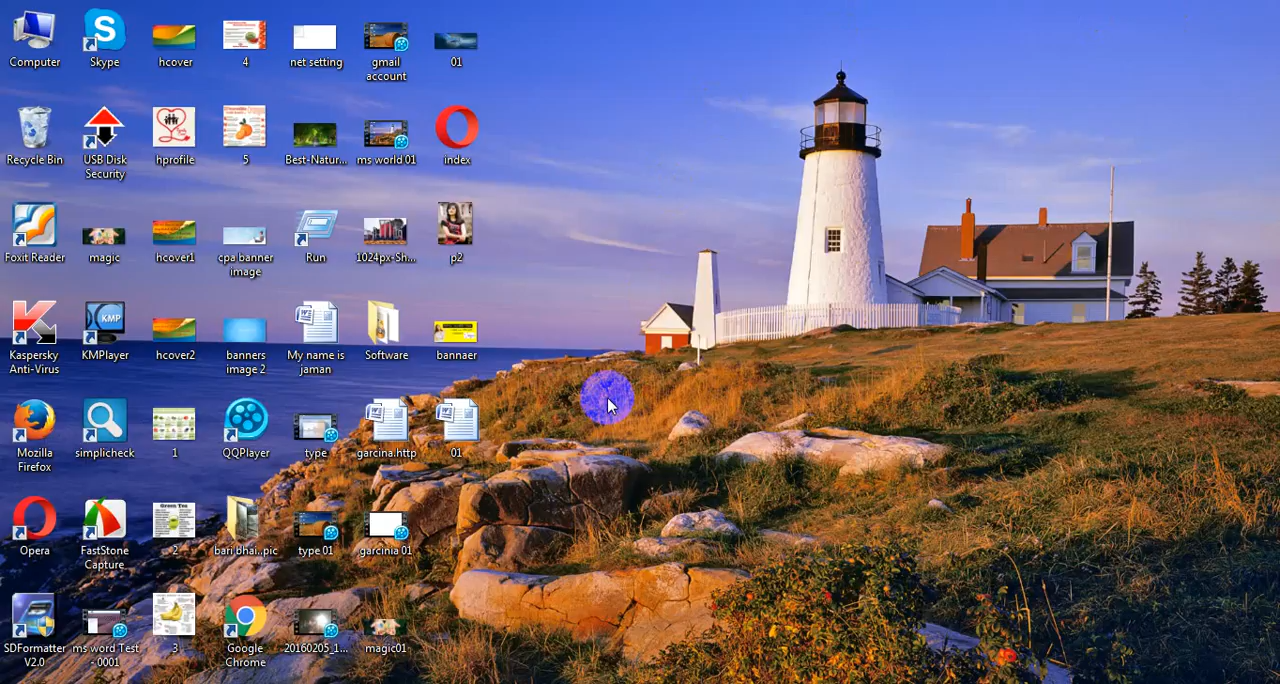 Computer
Skype
hcover
4
net setting
gmail
account
01
Recycle Bin
USB Disk
Security
hprofile
5
Best-Natur...
ms world 01
index
Foxit Reader
magic
hcover1
cpa banner
image
Run
1024px-Sh...
p2
Kaspersky
Anti-Virus
KMPlayer
hcover2
banners
image 2
My name is
jaman
Software
bannaer
Mozilla
Firefox
simplicheck
1
QQPlayer
type
garcina.http
01
Opera
FastStone
Capture
2
bari bhai..pic
type 01
garcinia 01
SDFormatter
V2.0
ms word Test
- 0001
3
Google
Chrome
20160205_1...
magic01
KMP
Green Tea